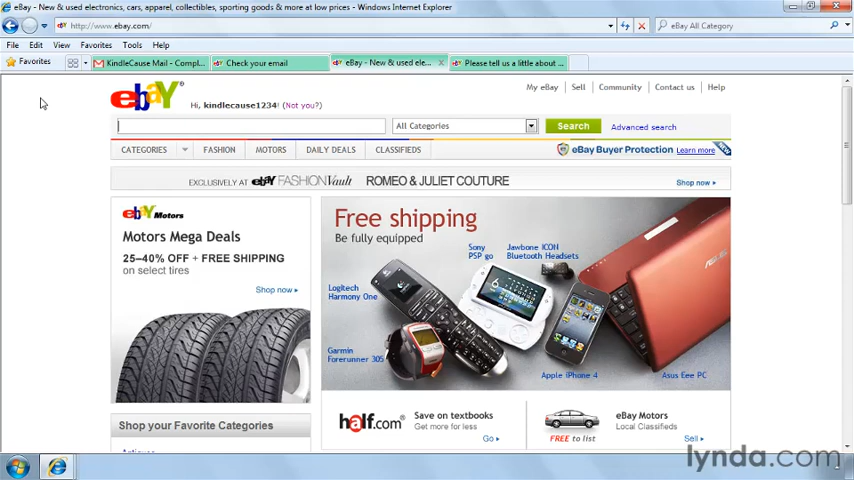 eBay - New & used electronics, cars, apparel, collectibles, sporting goods & more at low prices - Windows Internet Explorer
http://www.ebay.com/
eBay All Category
File Edit View Favorites Tools Help
Favorites
KindleCause Mail - Compl...
Check your email
eBay - New & used ele...
Please tell us a little about ...
ebay
Hi, kindlecause1234! (Not you?)
My eBay Sell Community Contact us Help
All Categories
Search
Advanced search
CATEGORIES FASHION MOTORS DAILY DEALS CLASSIFIEDS
eBay Buyer Protection Learn more
EXCLUSIVELY AT ebay FASHION Vault ROMEO & JULIET COUTURE Shop now
ebay Motors
Motors Mega Deals
25–40% OFF + FREE SHIPPING
on select tires
Shop now
Free shipping
Be fully equipped
Sony
PSP go
Jawbone ICON
Bluetooth Headsets
Logitech
Harmony One
ASUS
Garmin
Forerunner 305
Apple iPhone 4
Asus Eee PC
Shop your Favorite Categories
half.com
Save on textbooks
Get more for less
Go
FREE to list
eBay Motors
Local Classifieds
Sell
lynda.com